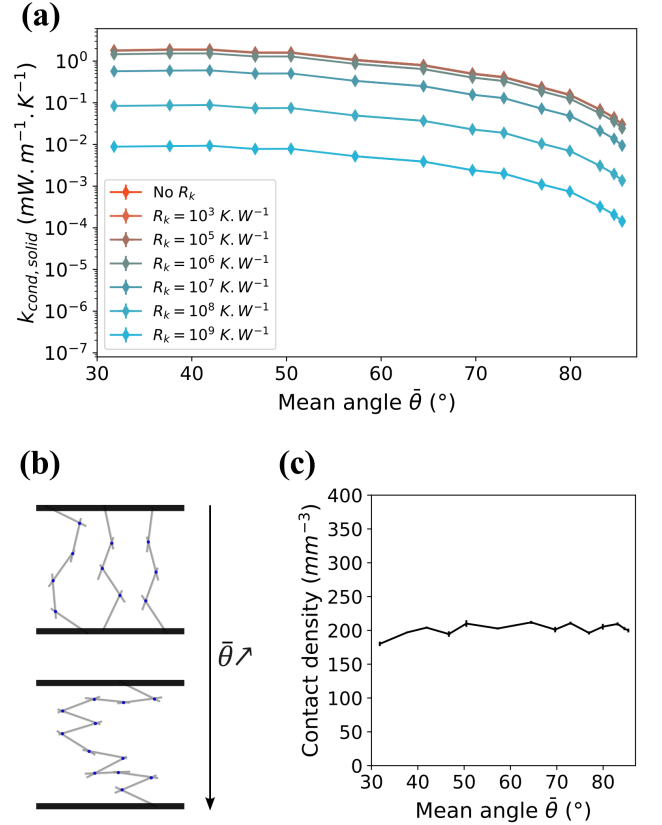 (a)
k_{cond,solid} (mW.m^{-1}.K^{-1})
10^0
10^{-1}
10^{-2}
10^{-3}
10^{-4}
10^{-5}
10^{-6}
10^{-7}
No R_k
R_k = 10^3 K.W^{-1}
R_k = 10^5 K.W^{-1}
R_k = 10^6 K.W^{-1}
R_k = 10^7 K.W^{-1}
R_k = 10^8 K.W^{-1}
R_k = 10^9 K.W^{-1}
30 40 50 60 70 80
Mean angle θ̄ (°)
(b)
θ̄↗
(c)
Contact density (mm^{-3})
400
350
300
250
200
150
100
50
0
30 40 50 60 70 80
Mean angle θ̄ (°)